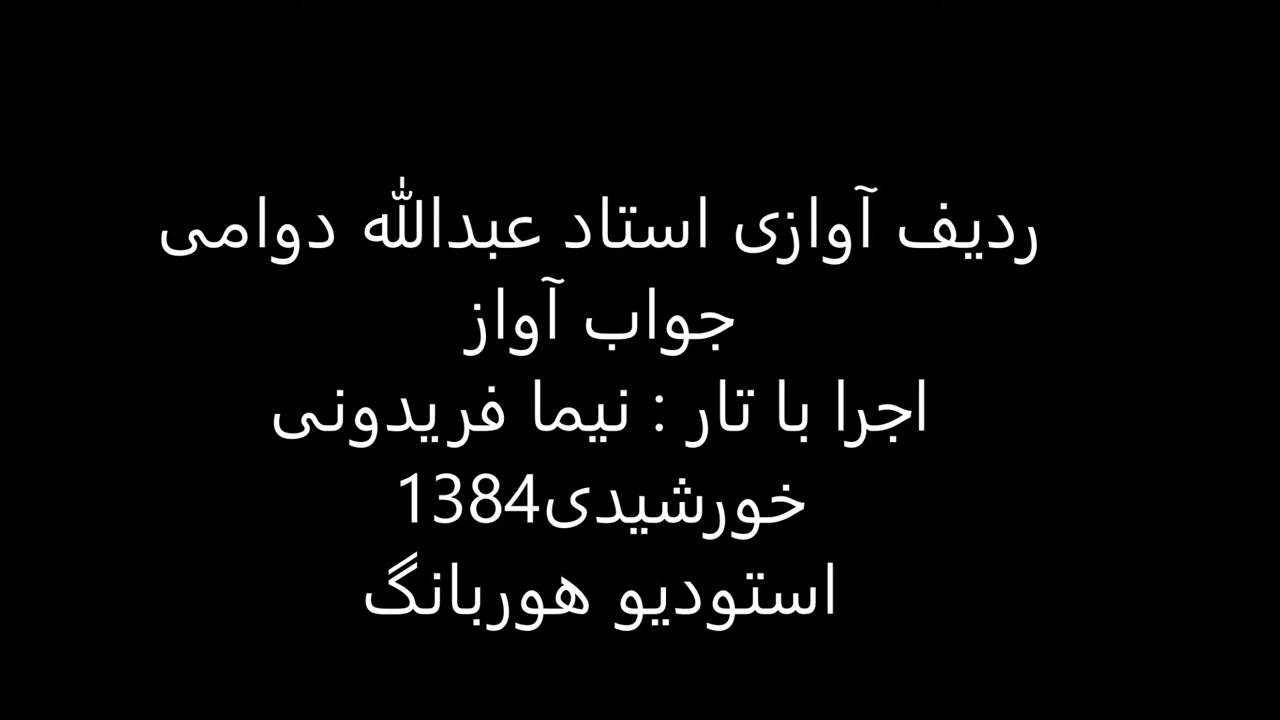 ردیف آوازی استاد عبدالله دوامی
جواب آواز
اجرا با تار : نیما فریدونی
خورشیدی1384
استودیو هوربانگ